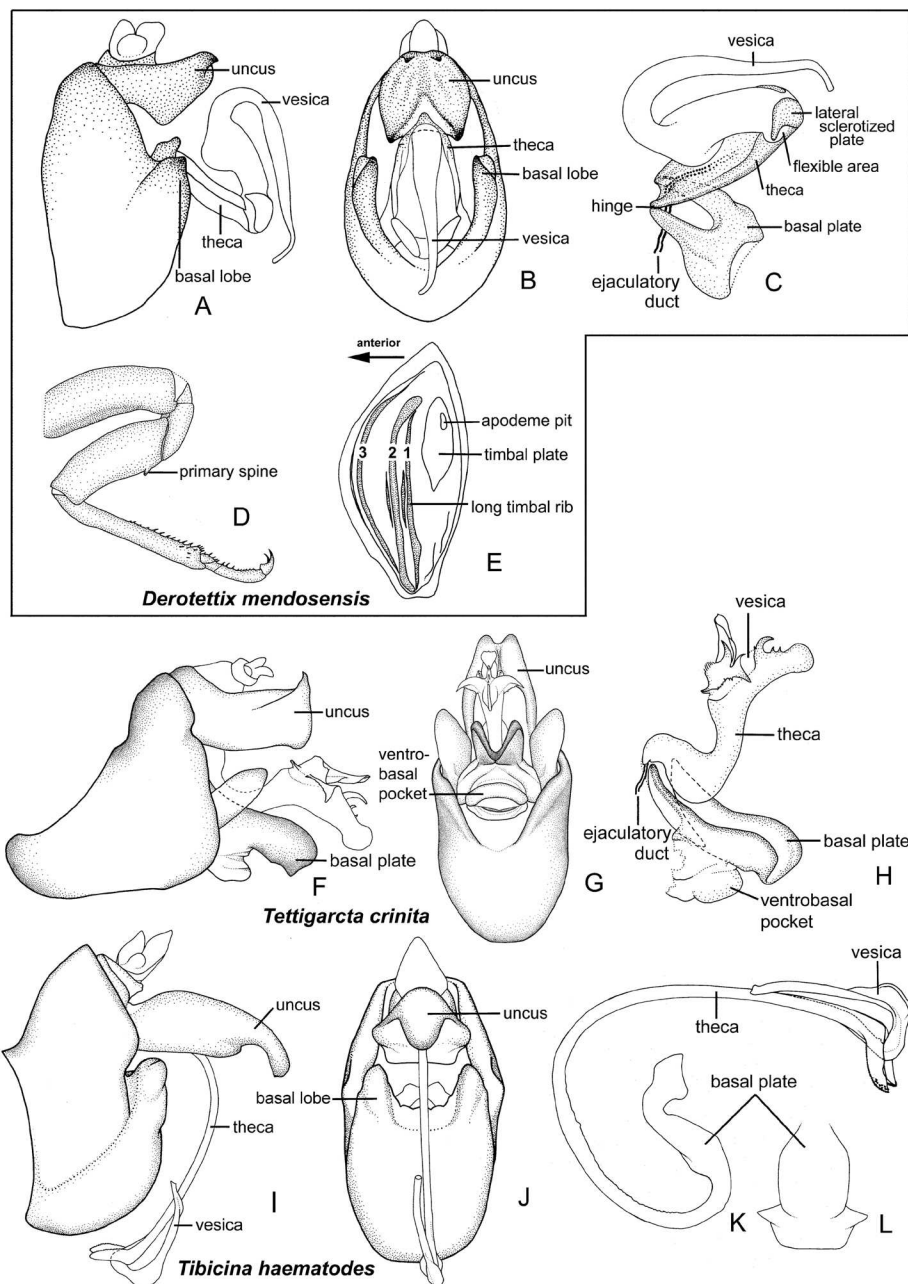 uncus
vesica
theca
basal lobe
A
uncus
theca
basal lobe
vesica
B
vesica
lateral
sclerotized
plate
flexible area
theca
hinge
basal plate
ejaculatory
duct
C
primary spine
D
anterior
apodeme pit
3 2 1
timbal plate
long timbal rib
E
Derotettix mendosensis
uncus
basal plate
F
uncus
ventro-
basal
pocket
G
vesica
theca
ejaculatory
duct
basal plate
ventrobasal
pocket
H
Tettigarcta crinita
uncus
theca
vesica
I
uncus
basal lobe
J
vesica
theca
basal plate
K
L
Tibicina haematodes